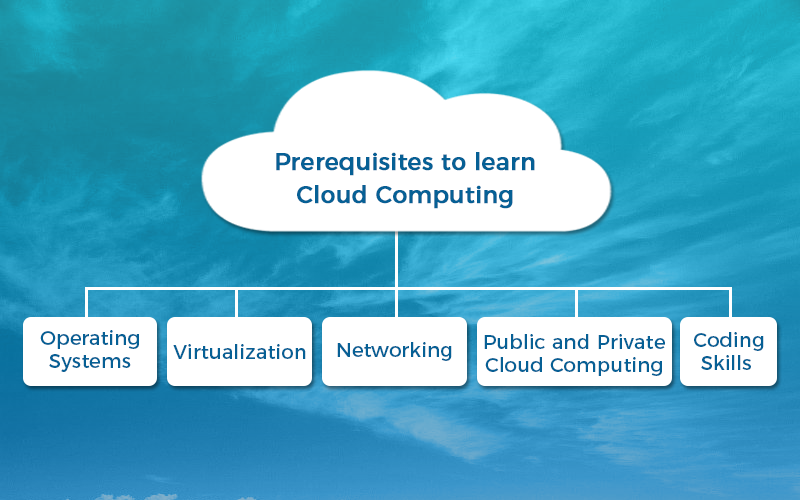 Prerequisites to learn
Cloud Computing
Operating
Systems
Virtualization
Networking
Public and Private
Cloud Computing
Coding
Skills